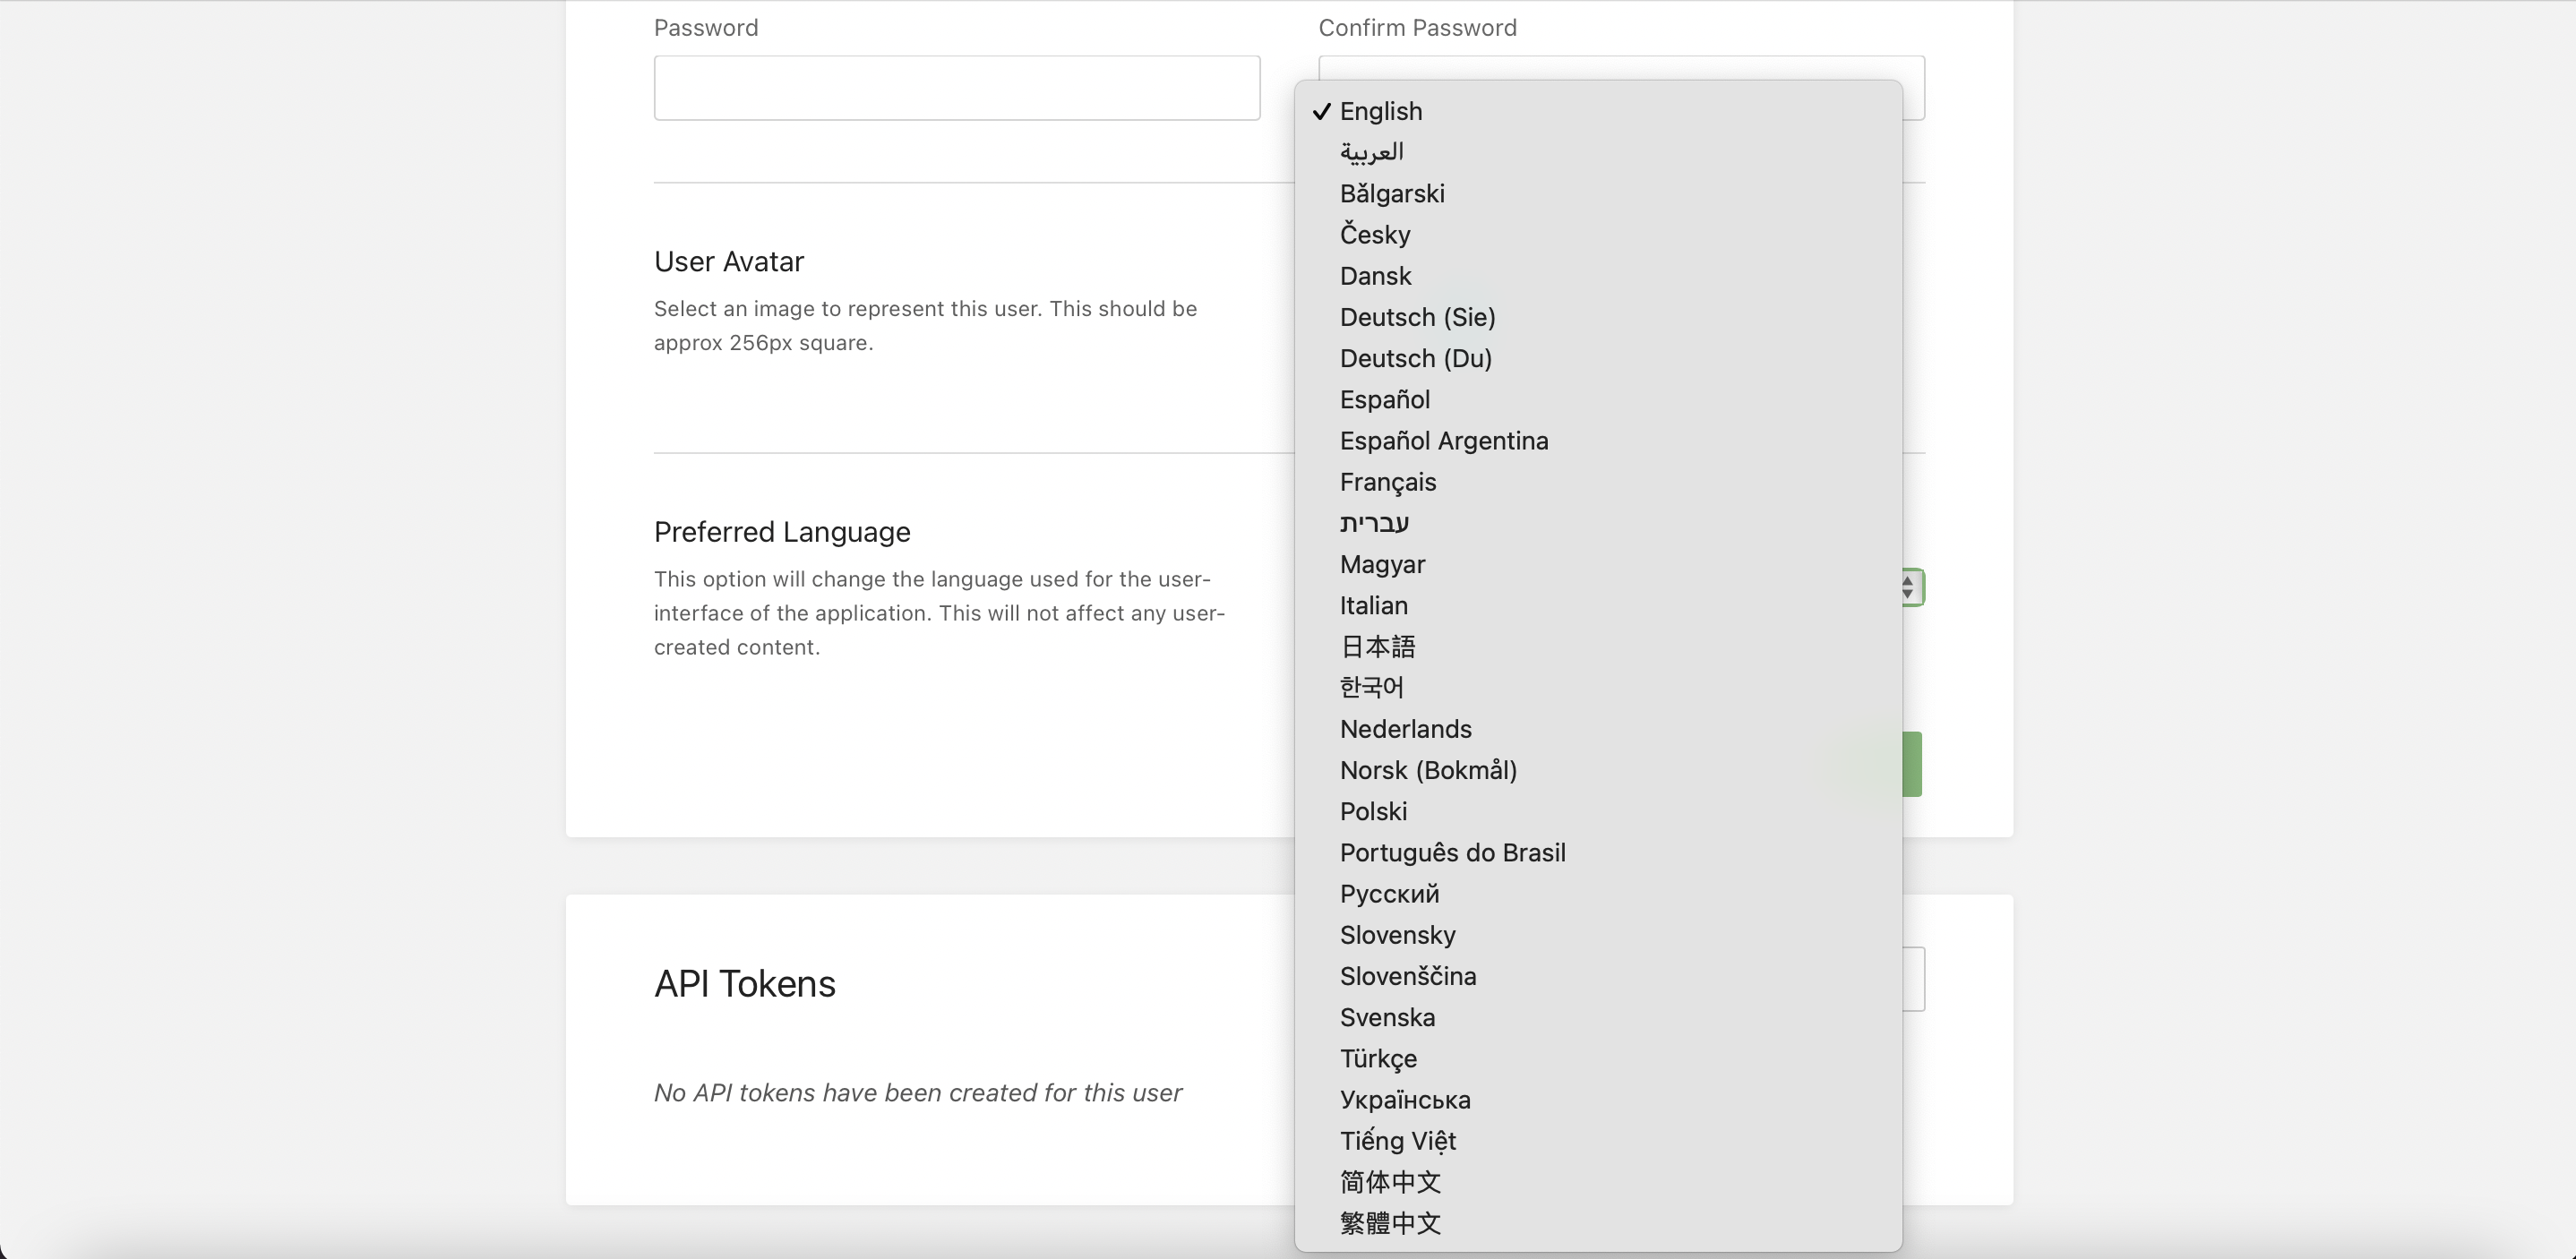 Password
Confirm Password
✓ English
العربية
Bǎlgarski
Česky
Dansk
Deutsch (Sie)
Deutsch (Du)
Español
Español Argentina
Français
עברית
Magyar
Italian
日本語
한국어
Nederlands
Norsk (Bokmål)
Polski
Português do Brasil
Русский
Slovensky
Slovenščina
Svenska
Türkçe
Українська
Tiếng Việt
简体中文
繁體中文
User Avatar
Select an image to represent this user. This should be
approx 256px square.
Preferred Language
This option will change the language used for the user-
interface of the application. This will not affect any user-
created content.
API Tokens
No API tokens have been created for this user